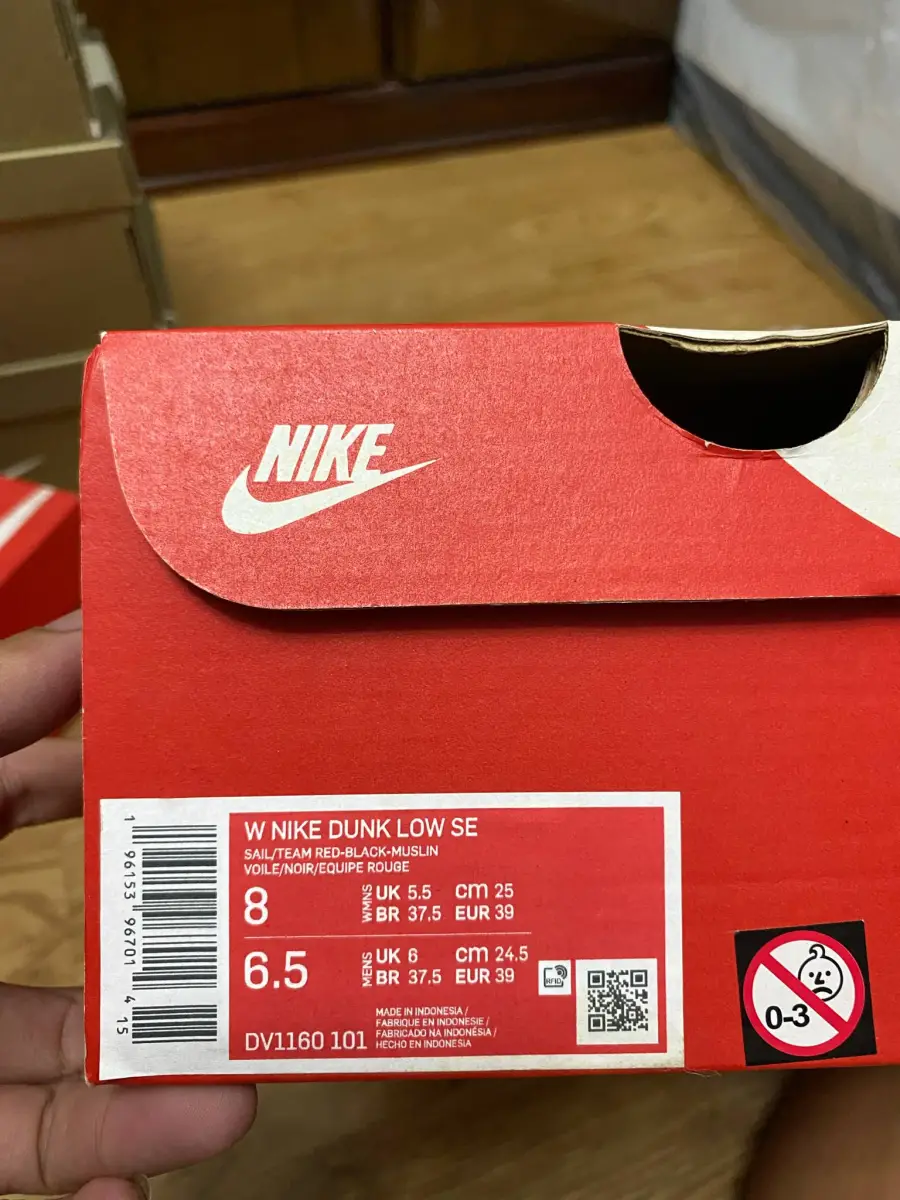 NIKE
1 96153 96701 4 15
W NIKE DUNK LOW SE
SAIL/TEAM RED-BLACK-MUSLIN
VOILE/NOIR/EQUIPE ROUGE
8 WMNS UK 5.5 cm 25
BR 37,5 EUR 39
6.5 MENS UK 6 cm 24.5
BR 37,5 EUR 39
RFID
DV1160 101
MADE IN INDONESIA /
FABRIQUE EN INDONESIE /
FABRICADO NA INDONÉSIA /
HECHO EN INDONESIA
0-3